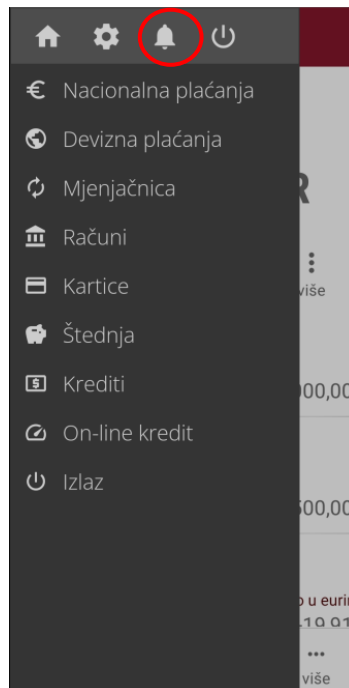 Nacionalna plaćanja
Devizna plaćanja
Mjenjačnica
Računi
više
Kartice
Štednja
Krediti
On-line kredit
Izlaz
više